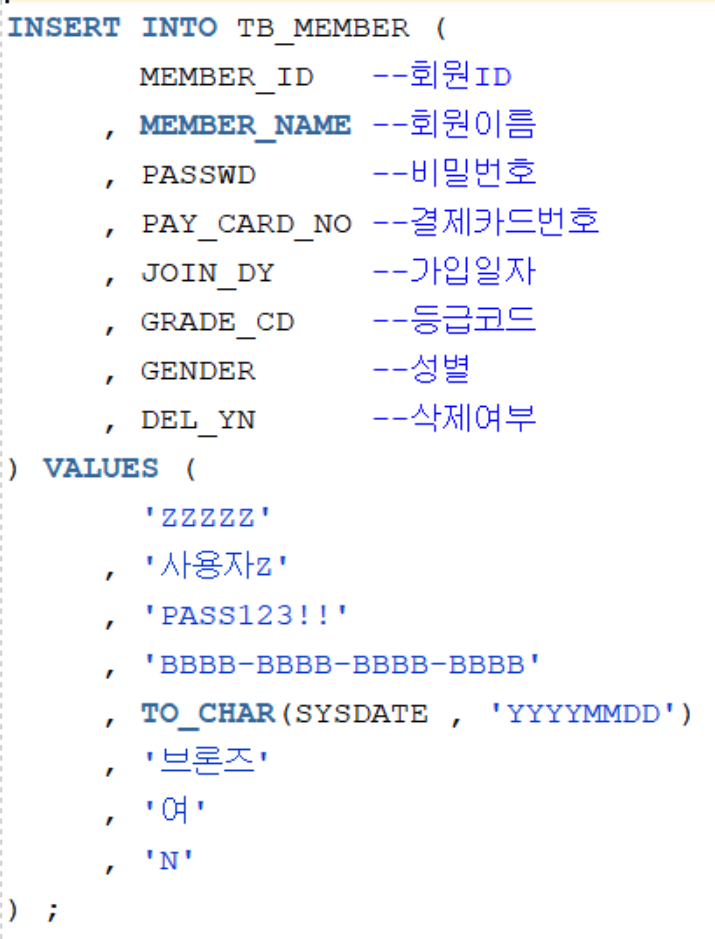 INSERT INTO TB_MEMBER (
MEMBER_ID --회원ID
, MEMBER_NAME --회원이름
, PASSWD --비밀번호
, PAY_CARD_NO --결제카드번호
, JOIN_DY --가입일자
, GRADE_CD --등급코드
, GENDER --성별
, DEL_YN --삭제여부
) VALUES (
'ZZZZZ'
, '사용자Z'
, 'PASS123!!'
, 'BBBB-BBBB-BBBB-BBBB'
, TO_CHAR(SYSDATE , 'YYYYMMDD')
, '브론즈'
, '여'
, 'N'
) ;